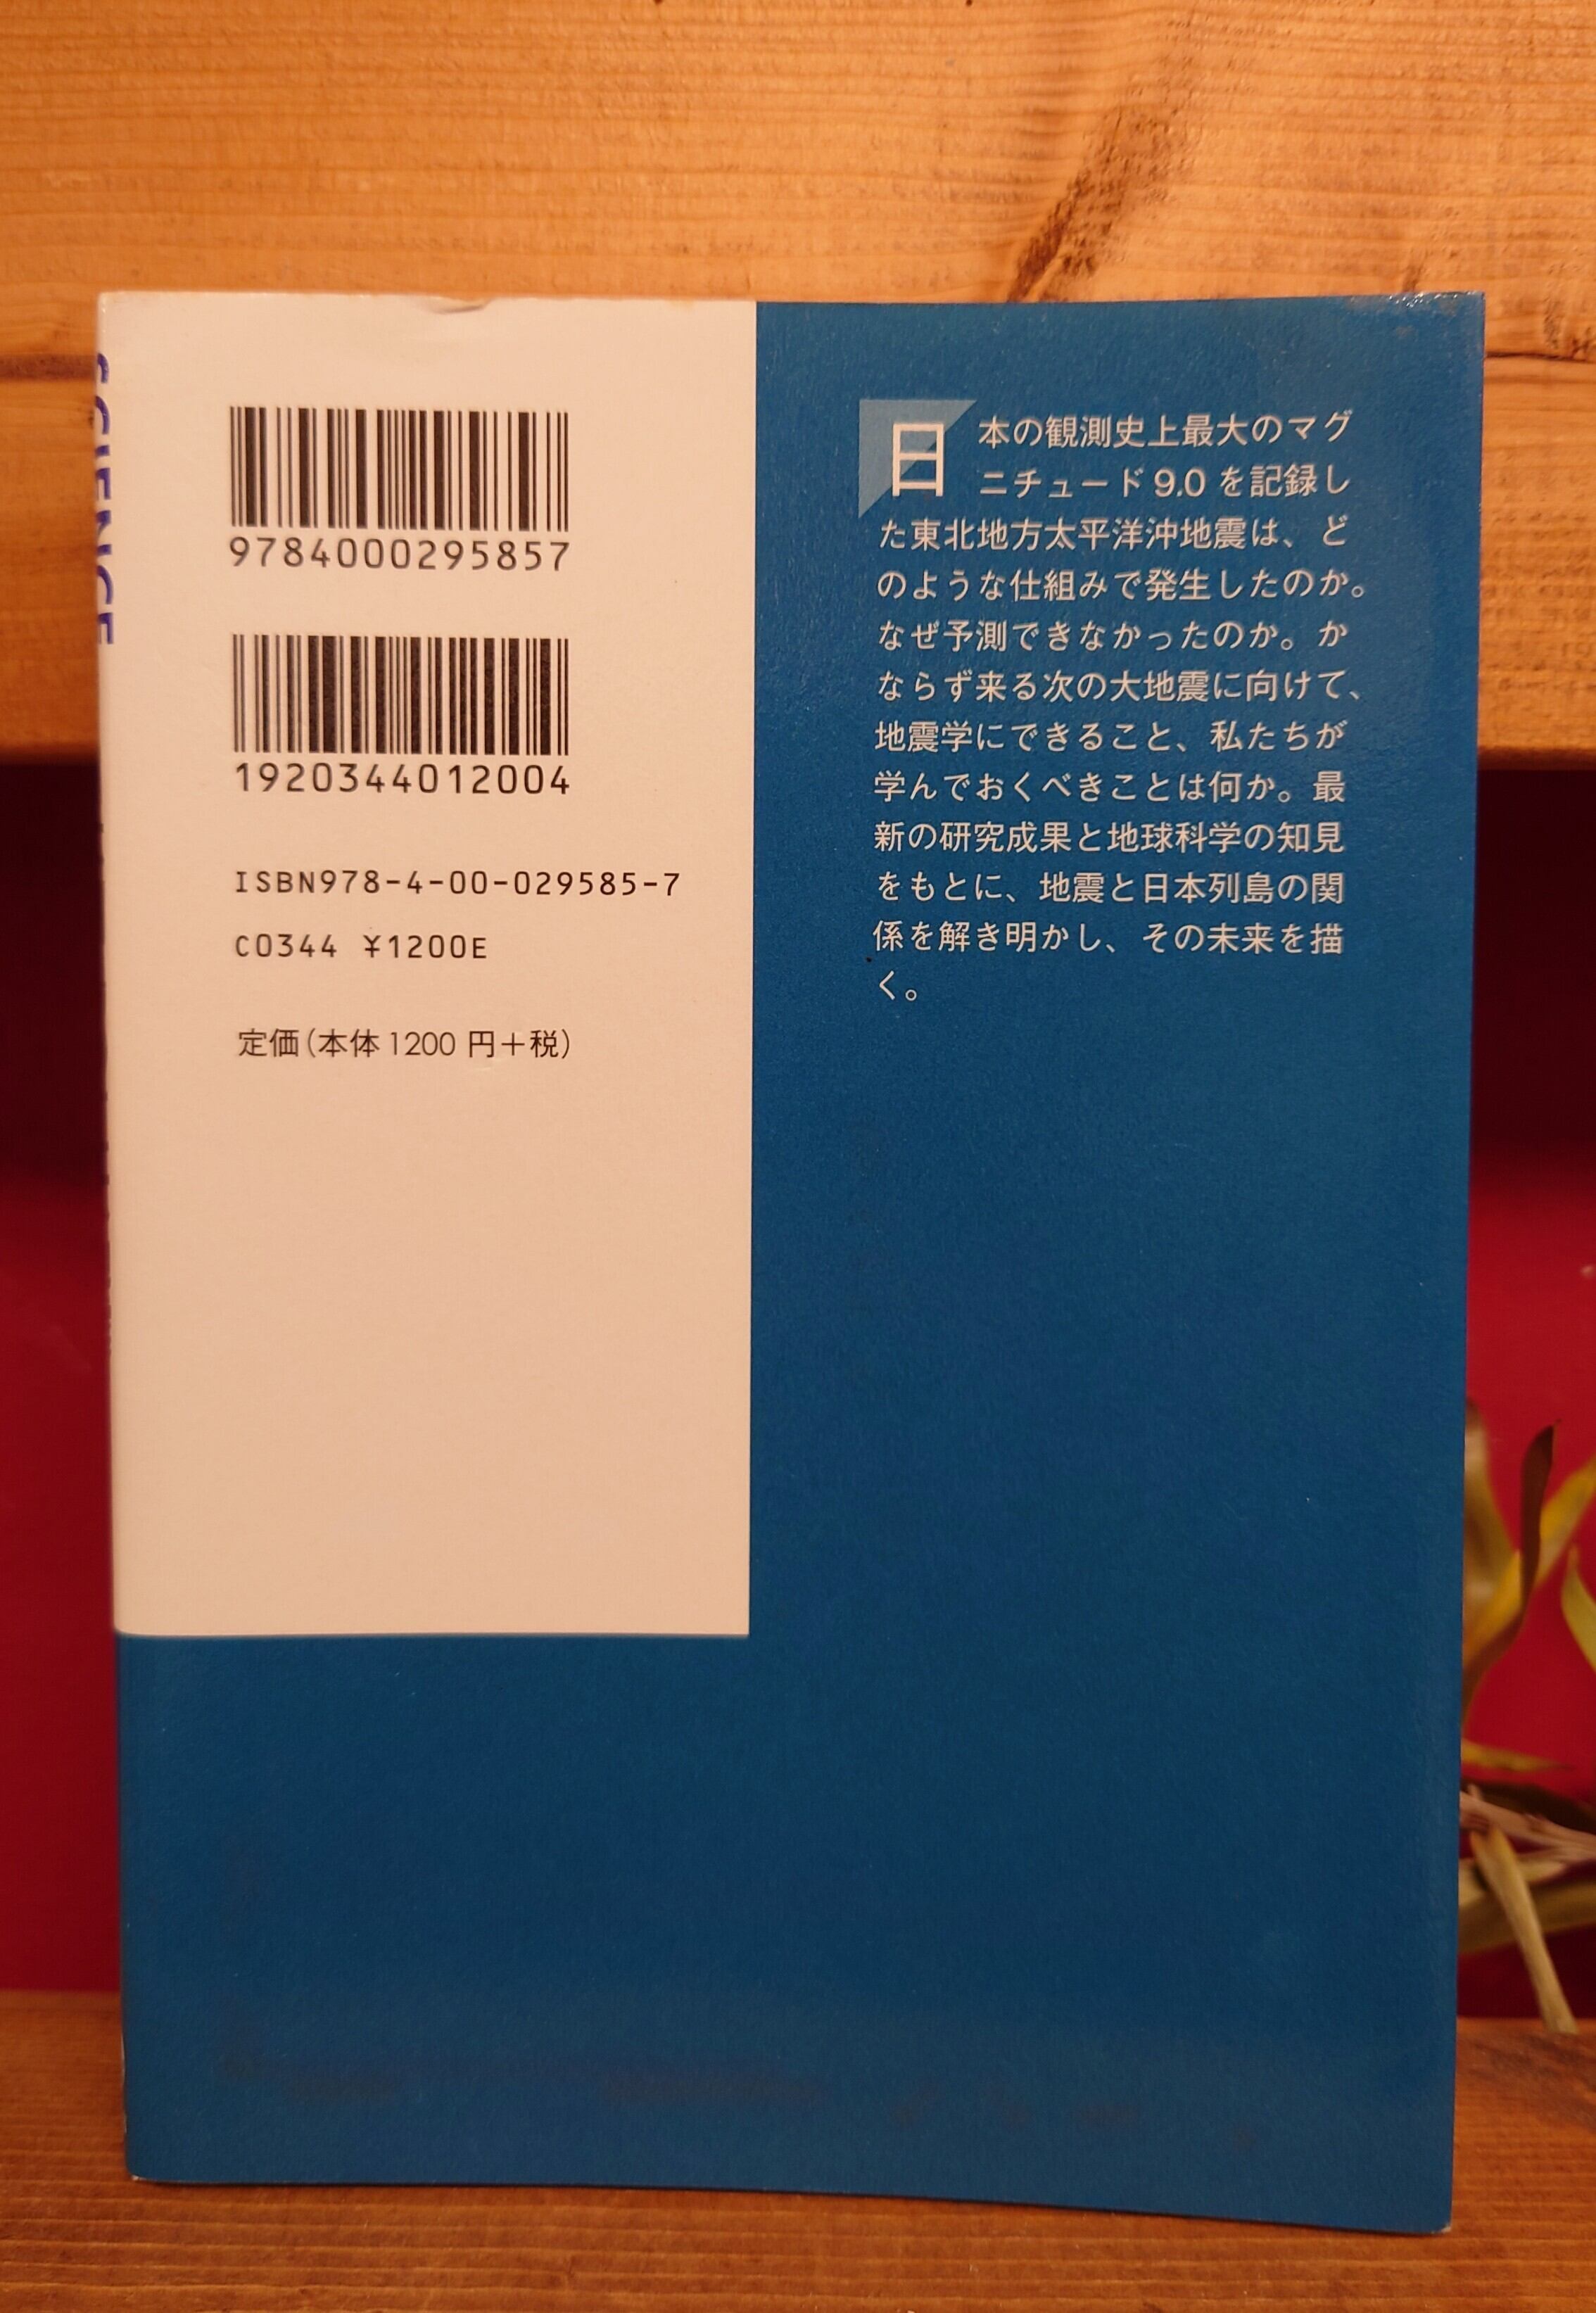 SCIENCE
9784000295857
1920344012004
ISBN978-4-00-029585-7
C0344 ¥1200E
定価(本体1200円+税)
日本の観測史上最大のマグ
ニチュード9.0を記録し
た東北地方太平洋沖地震は、ど
のような仕組みで発生したのか。
なぜ予測できなかったのか。か
ならず来る次の大地震に向けて、
地震学にできること、私たちが
学んでおくべきことは何か。最
新の研究成果と地球科学の知見
をもとに、地震と日本列島の関
係を解き明かし、その未来を描
く。